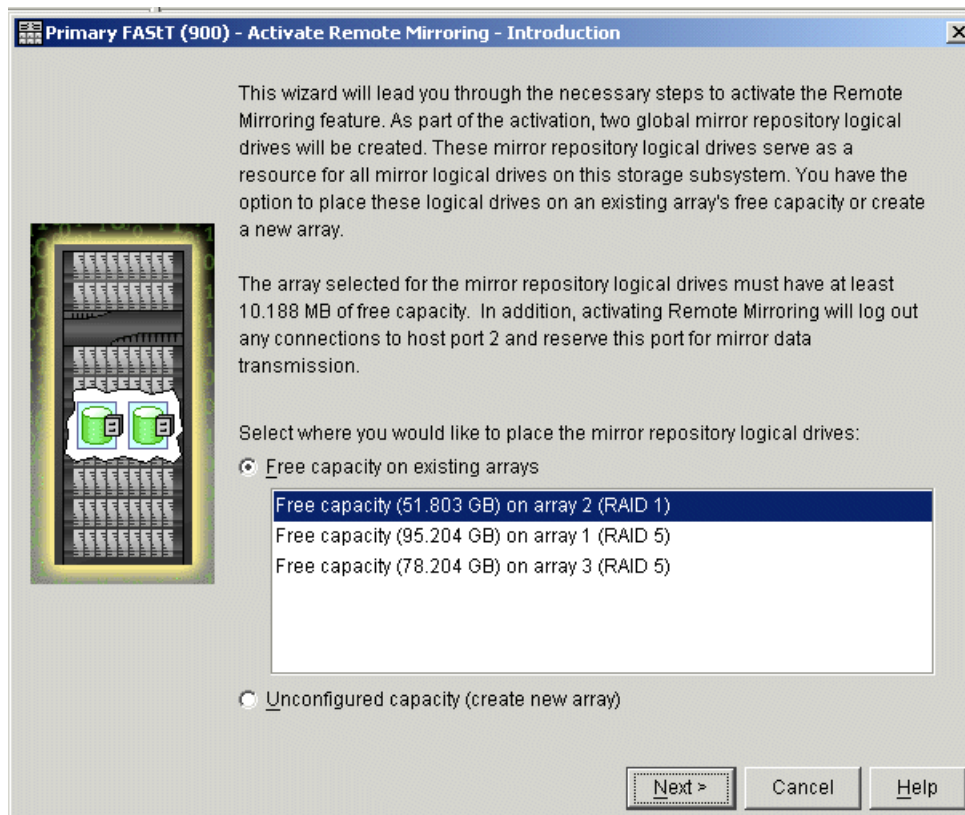 Primary FAStT (900) - Activate Remote Mirroring - Introduction
This wizard will lead you through the necessary steps to activate the Remote
Mirroring feature. As part of the activation, two global mirror repository logical
drives will be created. These mirror repository logical drives serve as a
resource for all mirror logical drives on this storage subsystem. You have the
option to place these logical drives on an existing array's free capacity or create
a new array.
The array selected for the mirror repository logical drives must have at least
10.188 MB of free capacity. In addition, activating Remote Mirroring will log out
any connections to host port 2 and reserve this port for mirror data
transmission.
Select where you would like to place the mirror repository logical drives:
Free capacity on existing arrays
Free capacity (51.803 GB) on array 2 (RAID 1)
Free capacity (95.204 GB) on array 1 (RAID 5)
Free capacity (78.204 GB) on array 3 (RAID 5)
Unconfigured capacity (create new array)
Next >
Cancel
Help